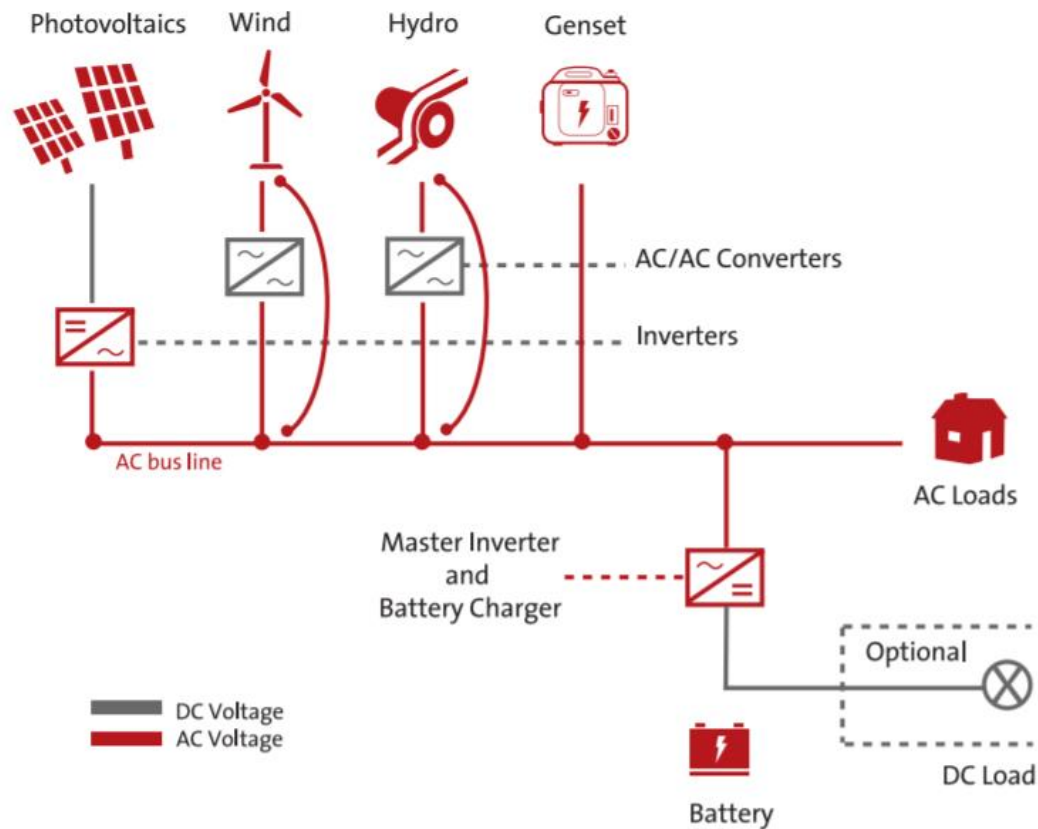 Photovoltaics
Wind
Hydro
Genset
AC/AC Converters
Inverters
AC bus line
AC Loads
Master Inverter
and
Battery Charger
Optional
DC Voltage
AC Voltage
DC Load
Battery